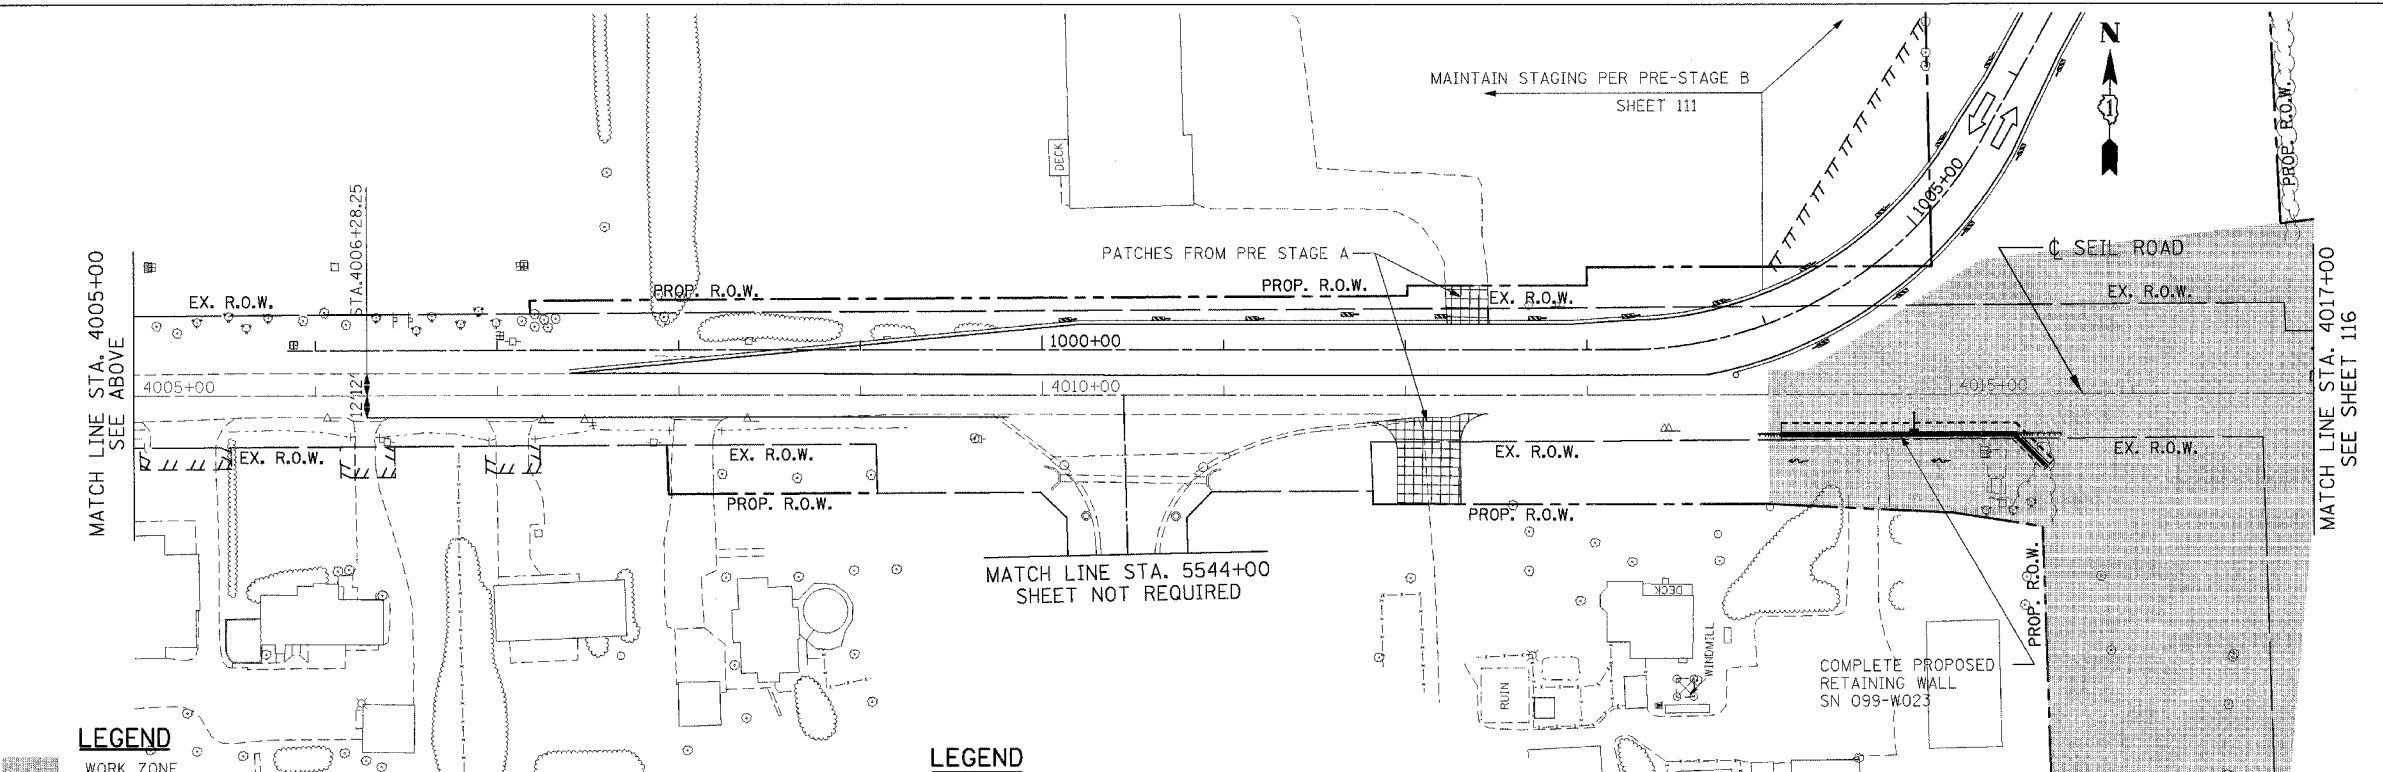 MAINTAIN STAGING PER PRE-STAGE B
SHEET 111
N
1
PROP. R.O.W.
DECK
1005+00
STA. 4006+28.25
PATCHES FROM PRE STAGE A
℄ SEIL ROAD
MATCH LINE STA. 4005+00
SEE ABOVE
EX. R.O.W.
PROP. R.O.W.
PROP. R.O.W.
EX. R.O.W.
EX. R.O.W.
MATCH LINE STA. 4017+00
SEE SHEET 116
1000+00
4005+00
12'
12'
4010+00
4015+00
EX. R.O.W.
EX. R.O.W.
EX. R.O.W.
EX. R.O.W.
PROP. R.O.W.
PROP. R.O.W.
MATCH LINE STA. 5544+00
SHEET NOT REQUIRED
DECK
WINDMILL
RUIN
PROP. R.O.W.
COMPLETE PROPOSED
RETAINING WALL
SN 099-W023
LEGEND
WORK ZONE
LEGEND